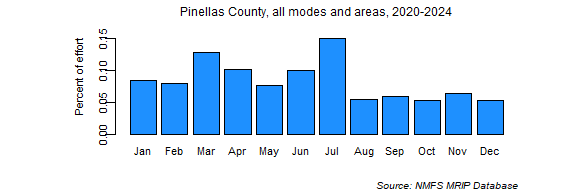 Pinellas County, all modes and areas, 2020-2024
Percent of effort
0.15
0.10
0.05
0.00
Jan Feb Mar Apr May Jun Jul Aug Sep Oct Nov Dec
Source: NMFS MRIP Database